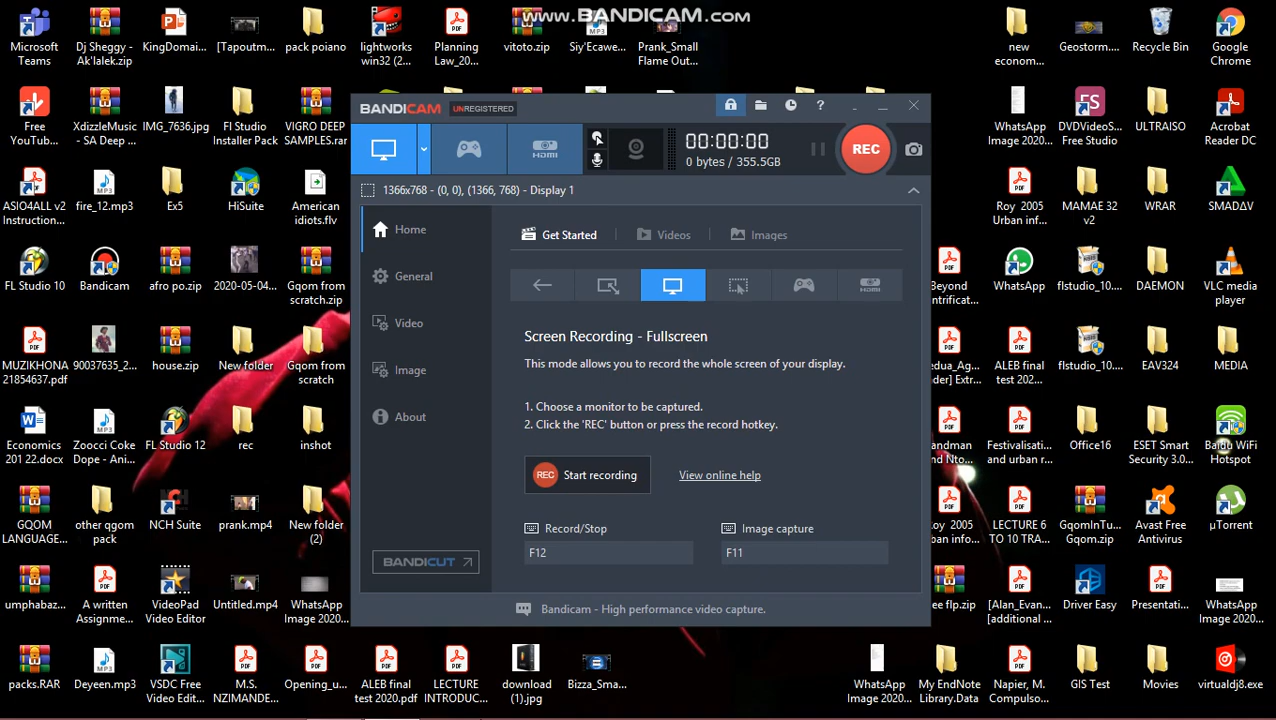 www.BANDICAM.com
Microsoft
Teams
Dj Sheggy -
Ak'lalek.zip
KingDomai...
[Tapoutm...
pack poiano
lightworks
win32 (2...
Planning
Law_20...
vitoto.zip
Siy'Ecawe...
Prank_Small
Flame Out...
new
econom...
Geostorm....
Recycle Bin
Google
Chrome
Free
Youtub...
XdizzleMusic
- SA Deep ...
IMG_7636.jpg
Fl Studio
Installer Pack
VIGRO DEEP
SAMPLES.rar
WhatsApp
Image 2020...
DVDVideoS...
Free Studio
ULTRAISO
Acrobat
Reader DC
ASIO4ALL v2
Instruction...
fire_12.mp3
Ex5
HiSuite
American
idiots.flv
Roy 2005
Urban inf...
MAMAE 32
v2
WRAR
SMADΔV
FL Studio 10
Bandicam
afro po.zip
2020-05-04...
Gqom from
scratch.zip
Beyond
WhatsApp
flstudio_10....
DAEMON
VLC media
player
MUZIKHONA
21854637.pdf
90037635_2...
house.zip
New folder
Gqom from
scratch
ALEB final
test 202...
flstudio_10....
EAV324
MEDIA
Economics
201 22.docx
Zoocci Coke
Dope - Ani...
FL Studio 12
rec
inshot
Festivalisati...
and urban r...
Office16
ESET Smart
Security 3.0...
Baidu WiFi
Hotspot
GQOM
LANGUAGE...
other qgom
pack
NCH Suite
prank.mp4
New folder
(2)
Roy 2005
Urban info...
LECTURE 6
TO 10 TRA...
GqomInTu...
Gqom.zip
Avast Free
Antivirus
µTorrent
umphabaz...
A written
Assignme...
VideoPad
Video Editor
Untitled.mp4
WhatsApp
Image 2020...
[Alan_Evan...
[additional ...
Driver Easy
Presentati...
WhatsApp
Image 2020...
packs.RAR
Deyeen.mp3
VSDC Free
Video Edit...
M.S.
NZIMANDE...
Opening_u...
ALEB final
test 2020.pdf
LECTURE
INTRODUC...
download
(1).jpg
Bizza_Sma...
WhatsApp
Image 2020...
My EndNote
Library.Data
Napier, M.
Compulso...
GIS Test
Movies
virtualdj8.exe
BANDICAM UNREGISTERED
HDMI
00:00:00
0 bytes / 355.5GB
REC
1366x768 - (0, 0), (1366, 768) - Display 1
Home
General
Video
Image
About
BANDICUT
Get Started
Videos
Images
Screen Recording - Fullscreen
This mode allows you to record the whole screen of your display.
1. Choose a monitor to be captured.
2. Click the 'REC' button or press the record hotkey.
REC Start recording
View online help
Record/Stop
F12
Image capture
F11
Bandicam - High performance video capture.